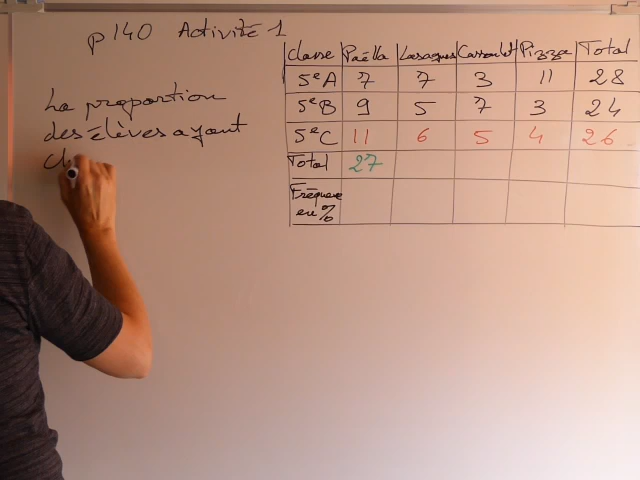 p140 Activité 1
La proportion
des élèves ayant
ch
Classe Paëlla Lasagnes Cassoulet Pizza Total
5eA 7 7 3 11 28
5eB 9 5 7 3 24
5eC 11 6 5 4 26
Total 27
Fréquence
en %